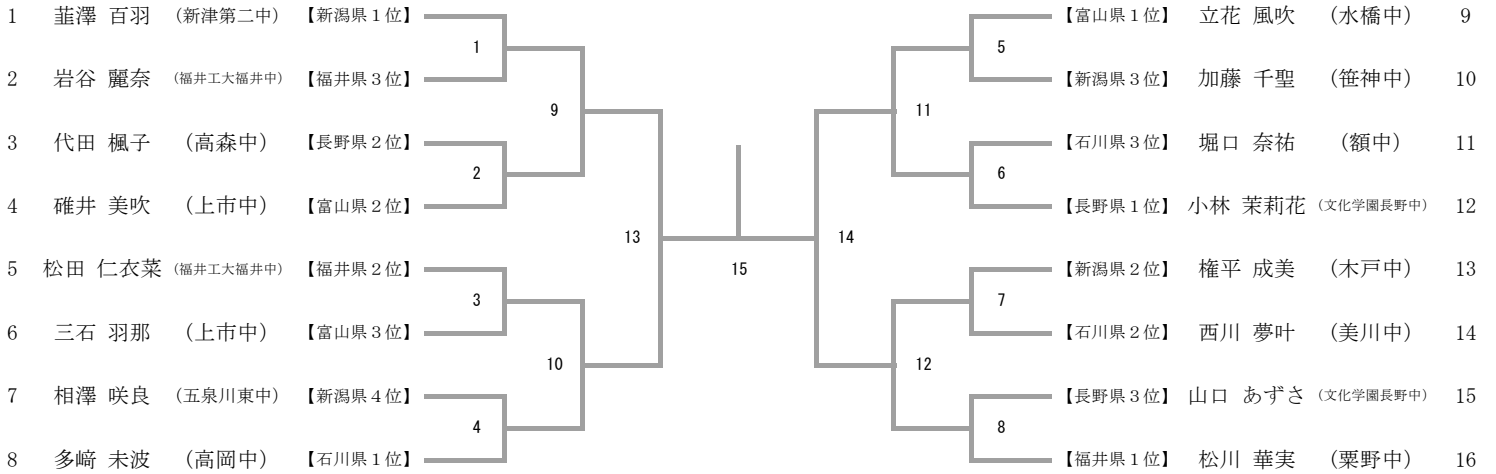 1 韮澤 百羽 (新津第二中) 【新潟県１位】
2 岩谷 麗奈 (福井工大福井中) 【福井県３位】
3 代田 楓子 (高森中) 【長野県２位】
4 碓井 美吹 (上市中) 【富山県２位】
5 松田 仁衣菜 (福井工大福井中) 【福井県２位】
6 三石 羽那 (上市中) 【富山県３位】
7 相澤 咲良 (五泉川東中) 【新潟県４位】
8 多﨑 未波 (高岡中) 【石川県１位】
1
2
3
4
9
10
13
15
14
11
12
5
6
7
8
【富山県１位】 立花 風吹 (水橋中) 9
【新潟県３位】 加藤 千聖 (笹神中) 10
【石川県３位】 堀口 奈祐 (額中) 11
【長野県１位】 小林 茉莉花 (文化学園長野中) 12
【新潟県２位】 権平 成美 (木戸中) 13
【石川県２位】 西川 夢叶 (美川中) 14
【長野県３位】 山口 あずさ (文化学園長野中) 15
【福井県１位】 松川 華実 (粟野中) 16